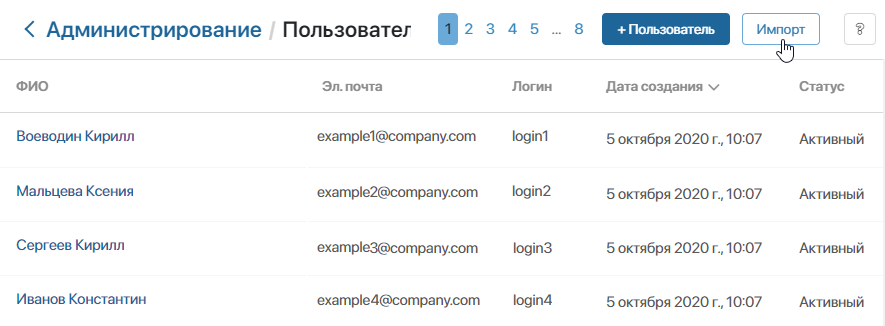 Администрирование / Пользовател 1 2 3 4 5 ... 8 + Пользователь Импорт ?
ФИО Эл. почта Логин Дата создания Статус
Воеводин Кирилл example1@company.com login1 5 октября 2020 г., 10:07 Активный
Мальцева Ксения example2@company.com login2 5 октября 2020 г., 10:07 Активный
Сергеев Кирилл example3@company.com login3 5 октября 2020 г., 10:07 Активный
Иванов Константин example4@company.com login4 5 октября 2020 г., 10:07 Активный